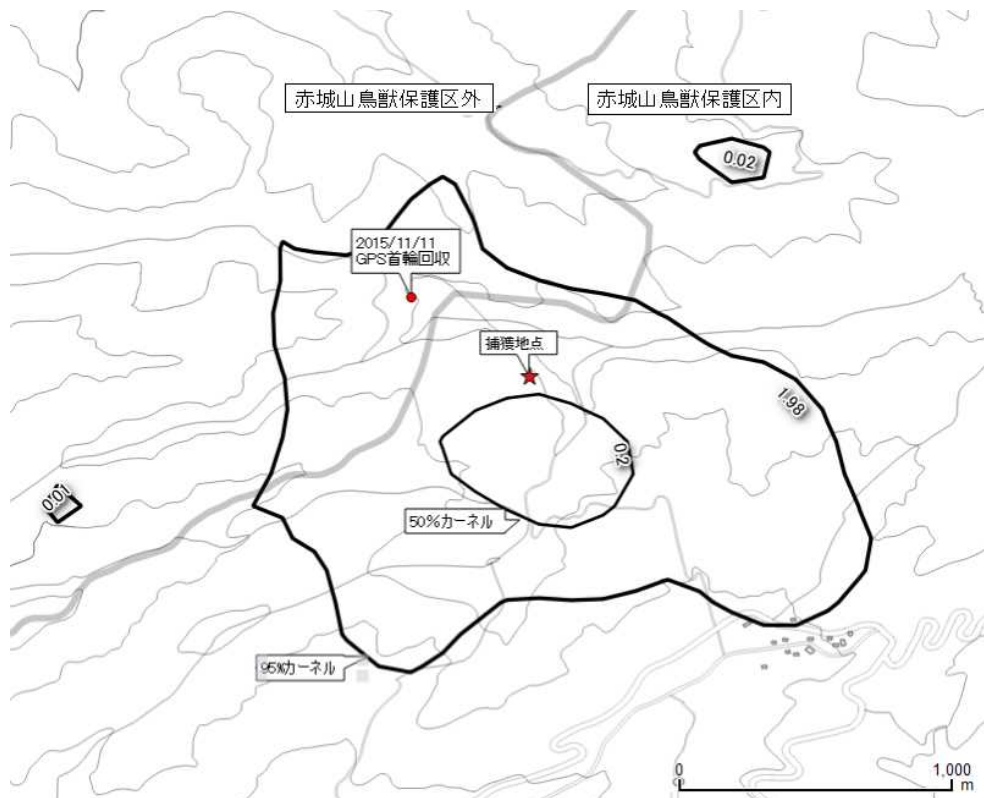 赤城山鳥獣保護区外
赤城山鳥獣保護区内
0.02
2015/11/11
GPS首輪回収
捕獲地点
1.98
0.2
0.01
50%カーネル
95%カーネル
0
1,000
m